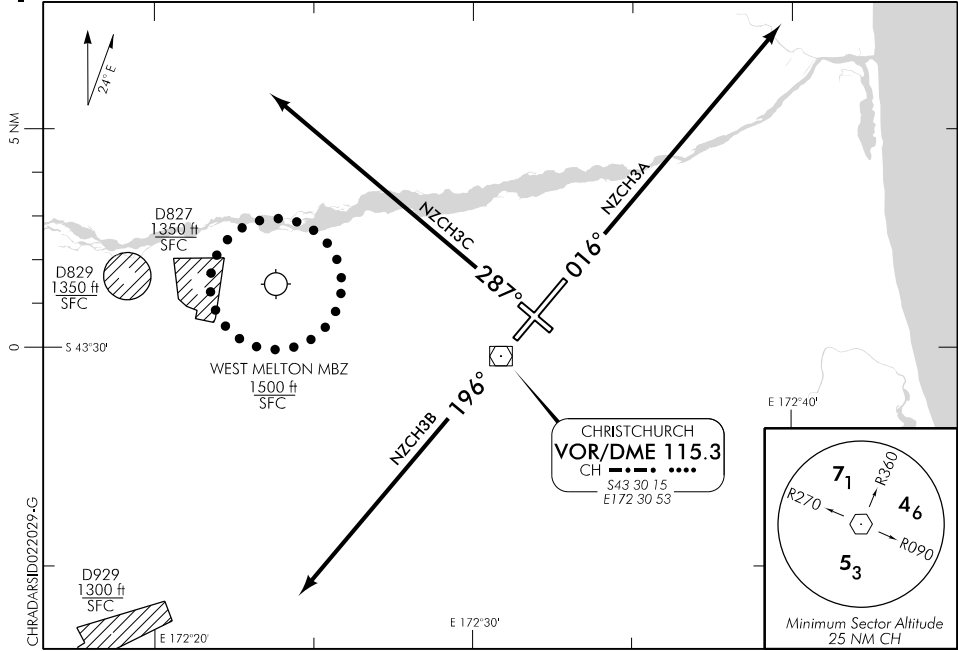 24° E
5 NM
0
NZCH3C
287°
NZCH3A
016°
D827
1350 ft
SFC
D829
1350 ft
SFC
S 43°30'
WEST MELTON MBZ
1500 ft
SFC
NZCH3B
196°
CHRISTCHURCH
VOR/DME 115.3
CH
S43 30 15
E172 30 53
E 172°40'
R360
7₁
R270
4₆
R090
5₃
Minimum Sector Altitude
25 NM CH
CHRADARSID022029-G
D929
1300 ft
SFC
E 172°20'
E 172°30'